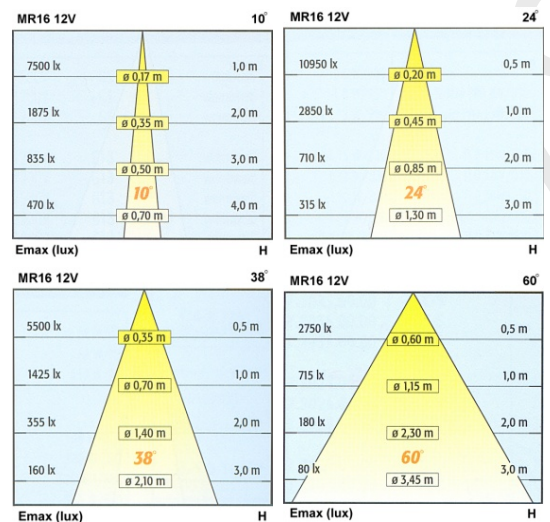 MR16 12V 10°
7500 lx ø 0,17 m 1,0 m
1875 lx ø 0,35 m 2,0 m
835 lx ø 0,50 m 3,0 m
10°
470 lx ø 0,70 m 4,0 m
Emax (lux) H
MR16 12V 24°
10950 lx ø 0,20 m 0,5 m
2850 lx ø 0,45 m 1,0 m
710 lx ø 0,85 m 2,0 m
24°
315 lx ø 1,30 m 3,0 m
Emax (lux) H
MR16 12V 38°
5500 lx ø 0,35 m 0,5 m
1425 lx ø 0,70 m 1,0 m
355 lx ø 1,40 m 2,0 m
38°
160 lx ø 2,10 m 3,0 m
Emax (lux) H
MR16 12V 60°
2750 lx ø 0,60 m 0,5 m
715 lx ø 1,15 m 1,0 m
180 lx ø 2,30 m 2,0 m
60°
80 lx ø 3,45 m 3,0 m
Emax (lux) H